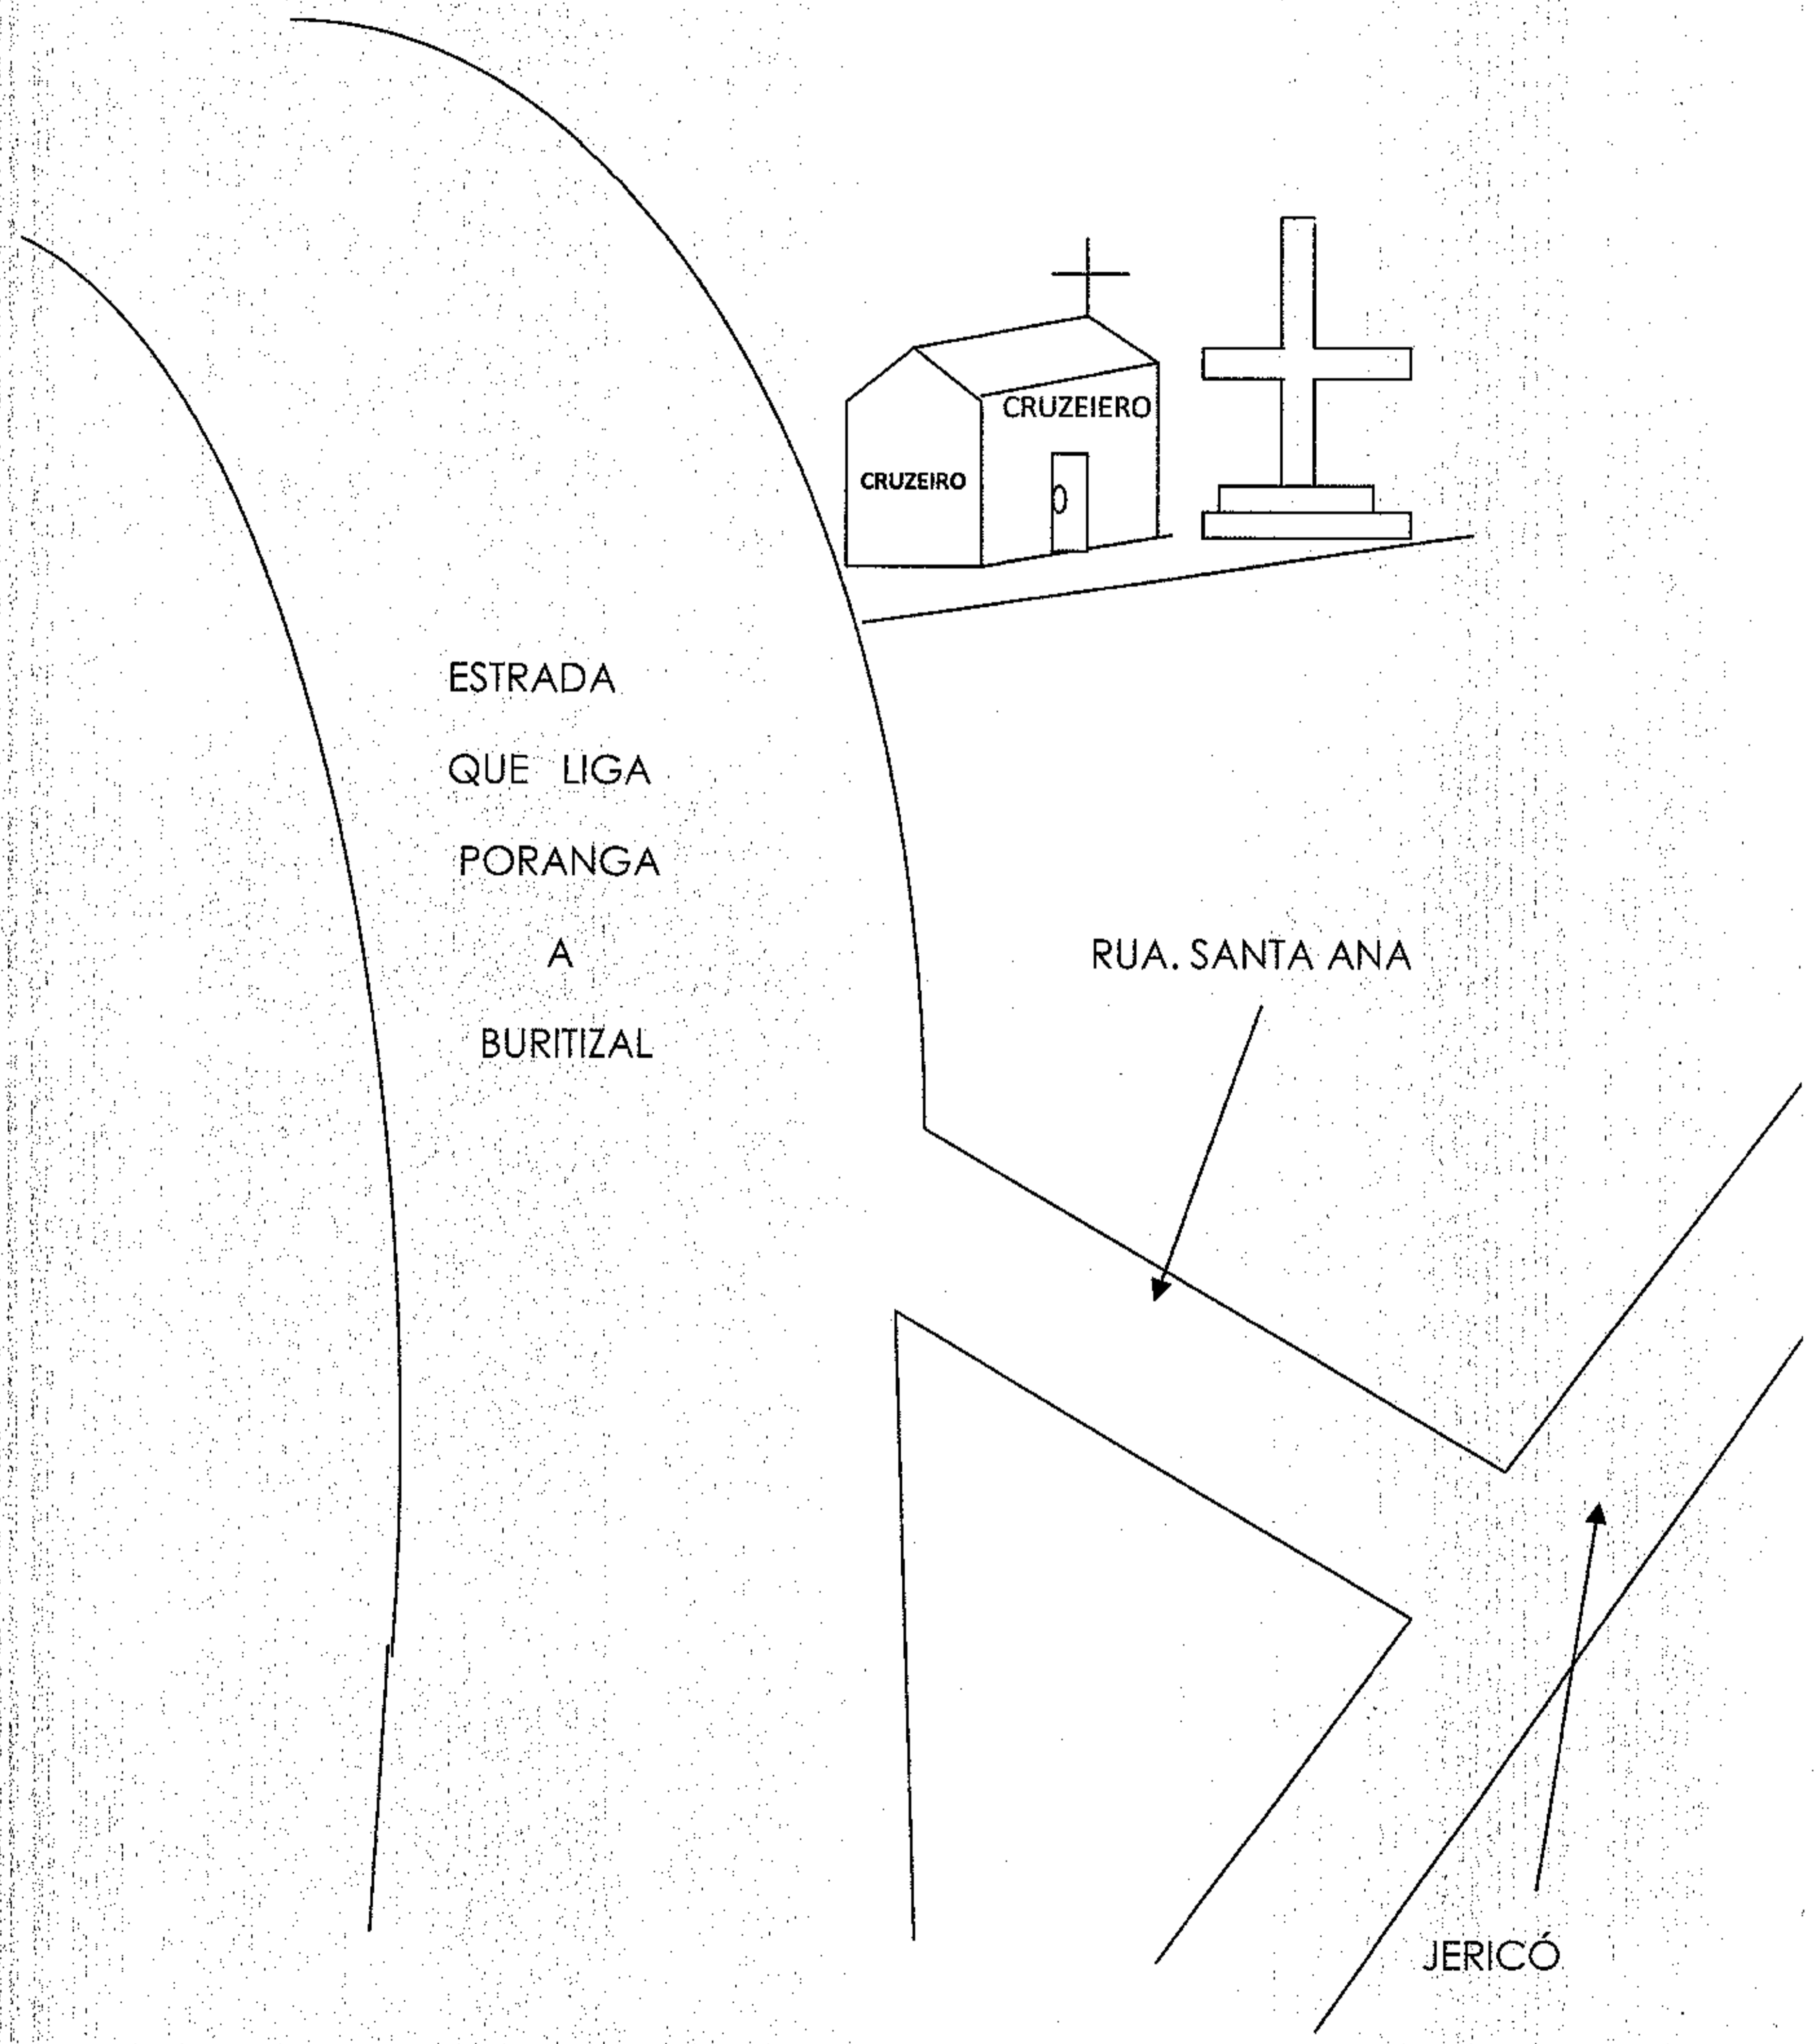 CRUZEIERO
CRUZEIRO
ESTRADA
QUE LIGA
PORANGA
A
BURITIZAL
RUA. SANTA ANA
JERICÓ